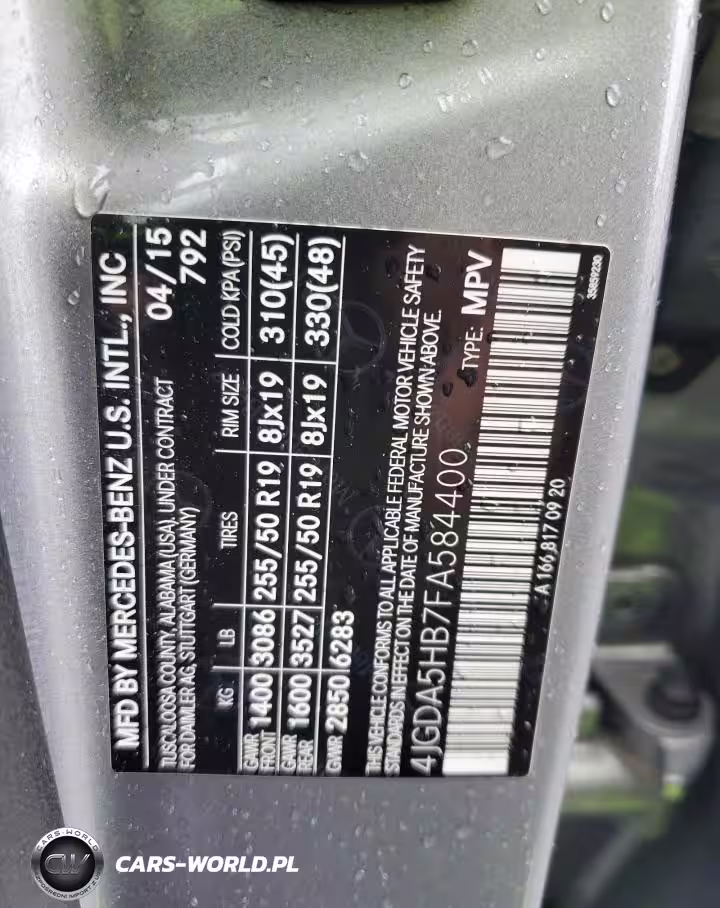 MFD BY MERCEDES-BENZ U.S. INTL., INC
TUSCALOOSA COUNTY, ALABAMA (USA), UNDER CONTRACT 04/15
FOR DAIMLER AG, STUTTGART (GERMANY) 792
KG LB TIRES RIM SIZE COLD KPA(PSI)
GAWR FRONT 1400 3086 255/50 R19 8Jx19 310(45)
GAWR REAR 1600 3527 255/50 R19 8Jx19 330(48)
GVWR 2850 6283
THIS VEHICLE CONFORMS TO ALL APPLICABLE FEDERAL MOTOR VEHICLE SAFETY
STANDARDS IN EFFECT ON THE DATE OF MANUFACTURE SHOWN ABOVE.
4JGDA5HB7FA584400 TYPE: MPV
A 166 817 09 20 35859230
CARS-WORLD
CW
CARS-WORLD.PL